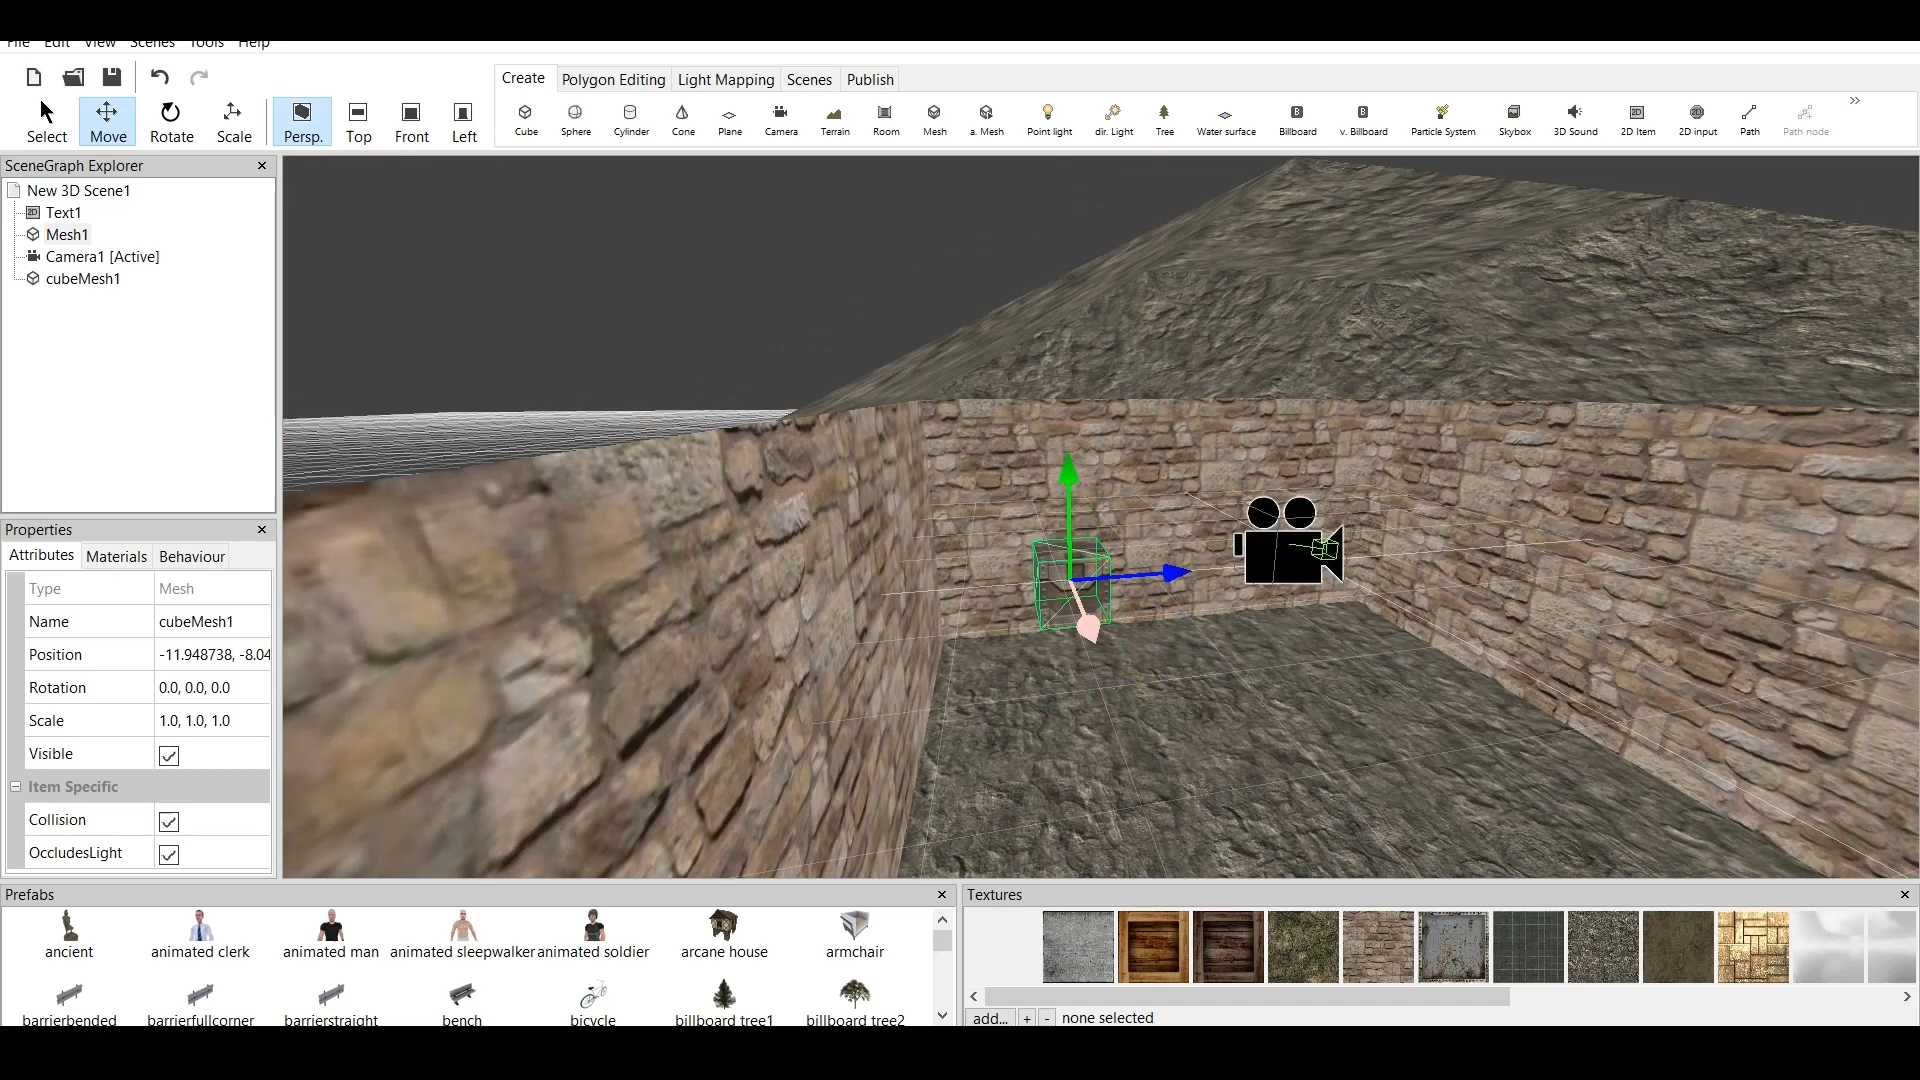 File Edit View Scenes Tools Help
Create Polygon Editing Light Mapping Scenes Publish
Select Move Rotate Scale Persp. Top Front Left
Cube Sphere Cylinder Cone Plane Camera Terrain Room Mesh a. Mesh Point light dir. Light Tree Water surface Billboard v. Billboard Particle System Skybox 3D Sound 2D Item 2D input Path Path node
SceneGraph Explorer
New 3D Scene1
2D Text1
Mesh1
Camera1 [Active]
cubeMesh1
Properties
Attributes Materials Behaviour
Type Mesh
Name cubeMesh1
Position -11.948738, -8.04
Rotation 0.0, 0.0, 0.0
Scale 1.0, 1.0, 1.0
Visible
Item Specific
Collision
OccludesLight
Prefabs
ancient animated clerk animated man animated sleepwalker animated soldier arcane house armchair
barrierbended barrierfullcorner barrierstraight bench bicycle billboard tree1 billboard tree2
Textures
add... + - none selected